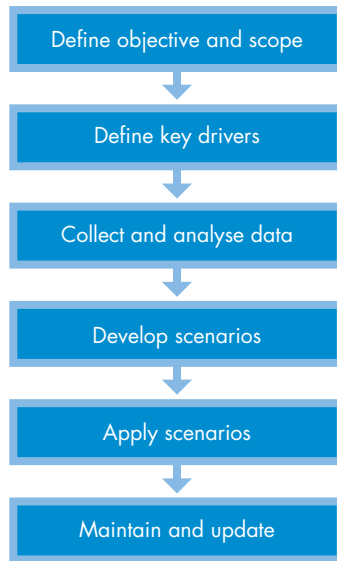 Define objective and scope
Define key drivers
Collect and analyse data
Develop scenarios
Apply scenarios
Maintain and update